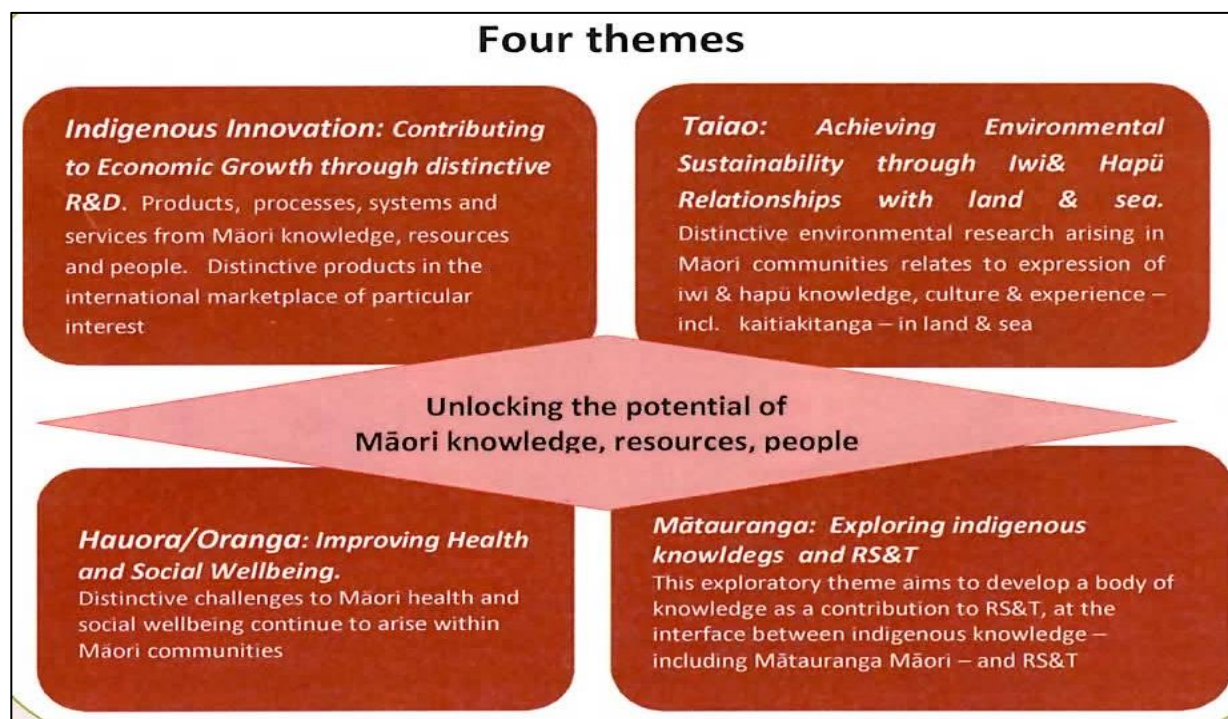 Four themes
Indigenous Innovation: Contributing
to Economic Growth through distinctive
R&D. Products, processes, systems and
services from Māori knowledge, resources
and people. Distinctive products in the
international marketplace of particular
interest
Taiao: Achieving Environmental
Sustainability through Iwi& Hapü
Relationships with land & sea.
Distinctive environmental research arising in
Māori communities relates to expression of
iwi & hapü knowledge, culture & experience –
incl. kaitiakitanga – in land & sea
Unlocking the potential of
Māori knowledge, resources, people
Hauora/Oranga: Improving Health
and Social Wellbeing.
Distinctive challenges to Māori health and
social wellbeing continue to arise within
Māori communities
Mātauranga: Exploring indigenous
knowldegs and RS&T
This exploratory theme aims to develop a body of
knowledge as a contribution to RS&T, at the
interface between indigenous knowledge –
including Mātauranga Māori – and RS&T